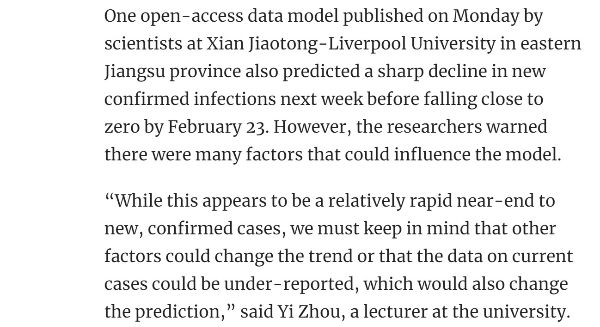 One open-access data model published on Monday by
scientists at Xian Jiaotong-Liverpool University in eastern
Jiangsu province also predicted a sharp decline in new
confirmed infections next week before falling close to
zero by February 23. However, the researchers warned
there were many factors that could influence the model.
“While this appears to be a relatively rapid near-end to
new, confirmed cases, we must keep in mind that other
factors could change the trend or that the data on current
cases could be under-reported, which would also change
the prediction,” said Yi Zhou, a lecturer at the university.